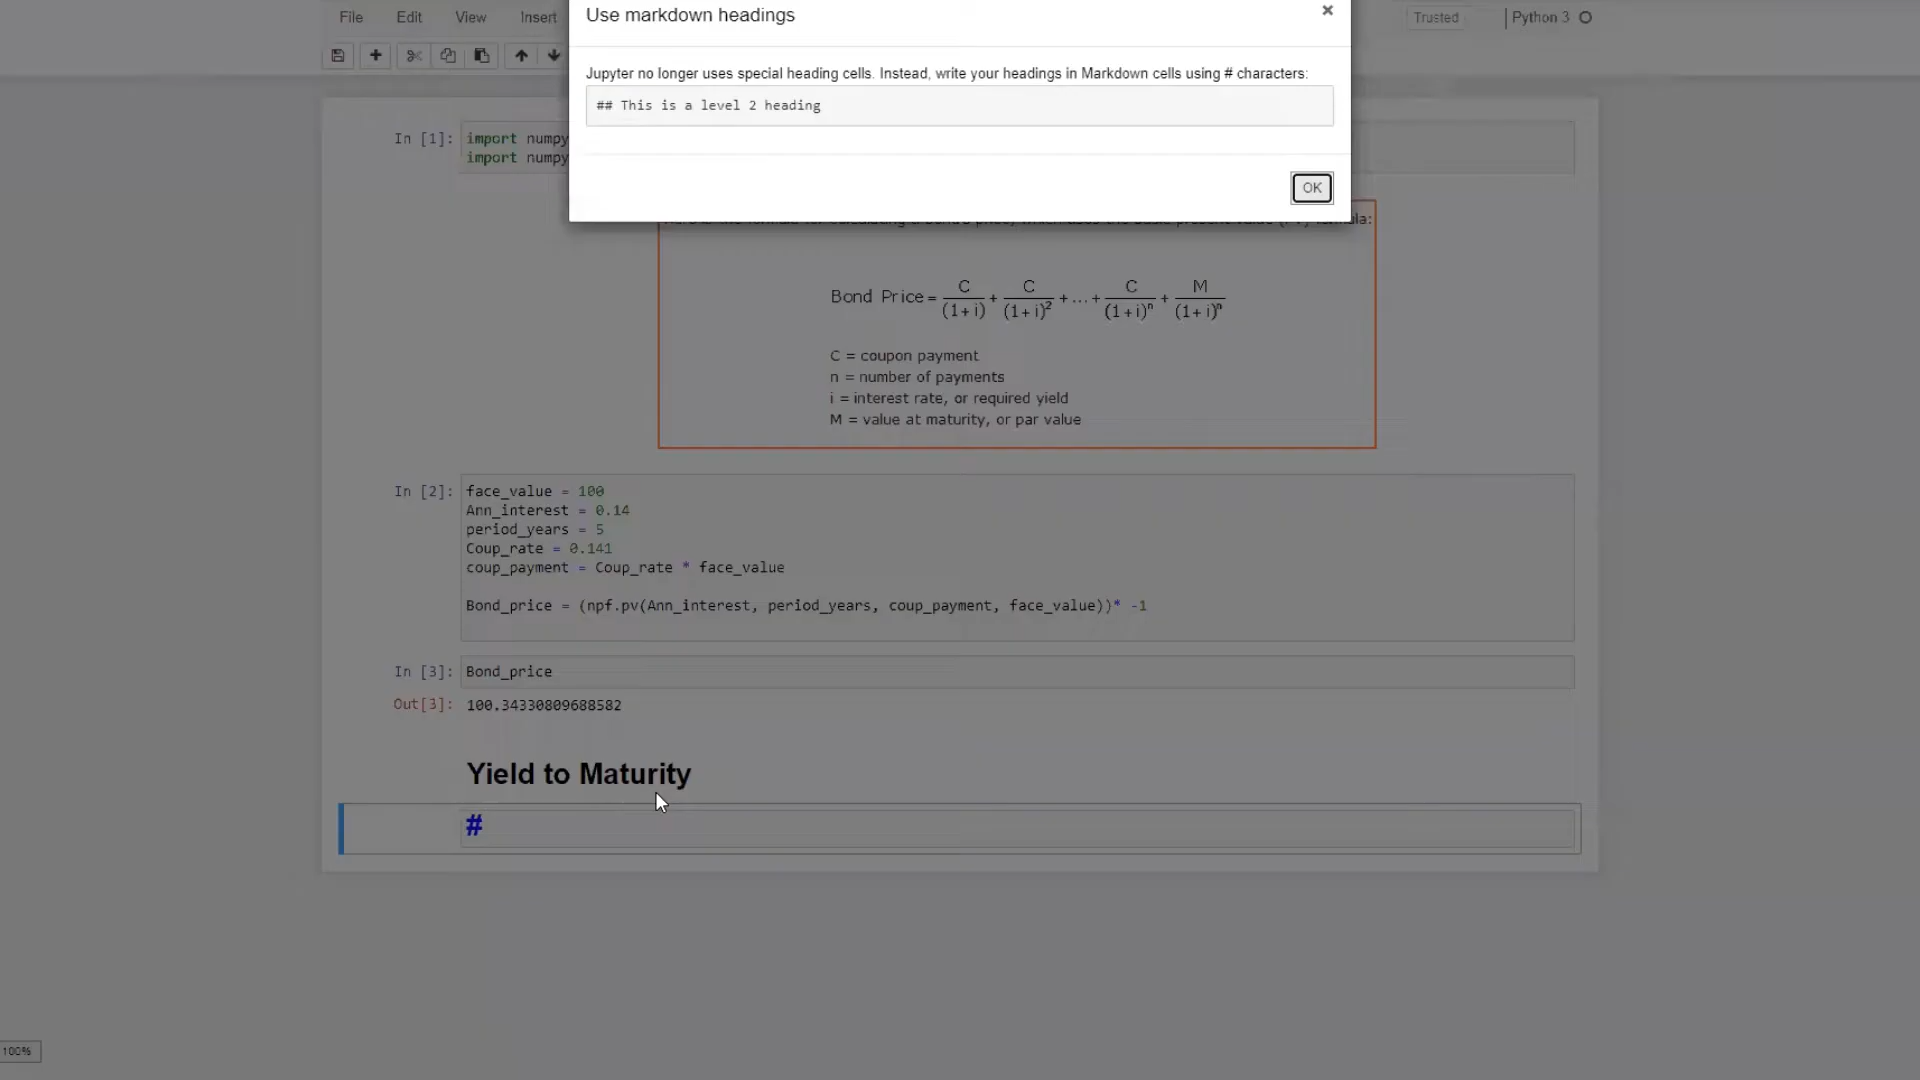 File Edit View Insert
Use markdown headings
×
Trusted
Python 3
Jupyter no longer uses special heading cells. Instead, write your headings in Markdown cells using # characters:
## This is a level 2 heading
OK
In [1]: import numpy
import numpy
Bond Price = C/(1+i) + C/(1+i)² + ... + C/(1+i)ⁿ + M/(1+i)ⁿ
C = coupon payment
n = number of payments
i = interest rate, or required yield
M = value at maturity, or par value
In [2]: face_value = 100
Ann_interest = 0.14
period_years = 5
Coup_rate = 0.141
coup_payment = Coup_rate * face_value
Bond_price = (npf.pv(Ann_interest, period_years, coup_payment, face_value))* -1
In [3]: Bond_price
Out[3]: 100.34330809688582
Yield to Maturity
#
100%